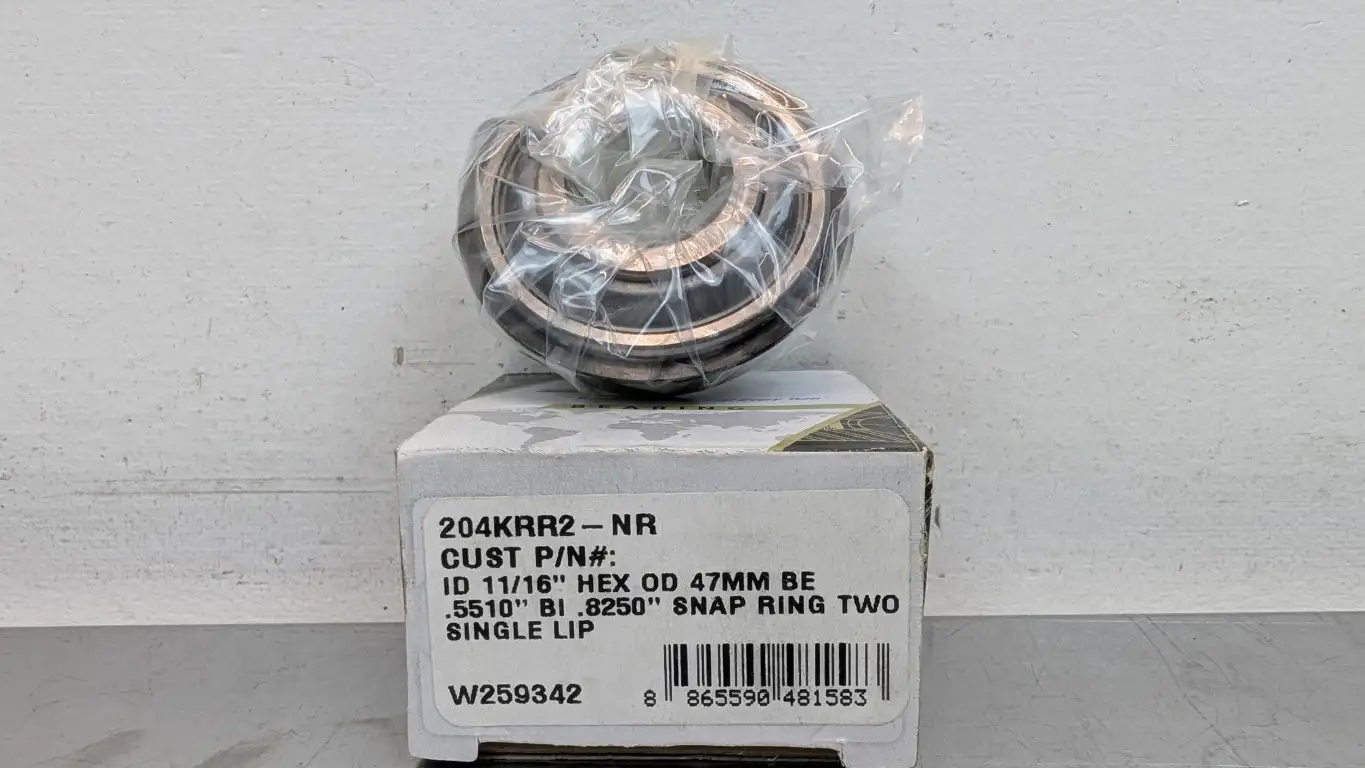 BEARING
204KRR2-NR
CUST P/N#:
ID 11/16" HEX OD 47MM BE
.5510" BI .8250" SNAP RING TWO
SINGLE LIP
W259342
8 865590 481583